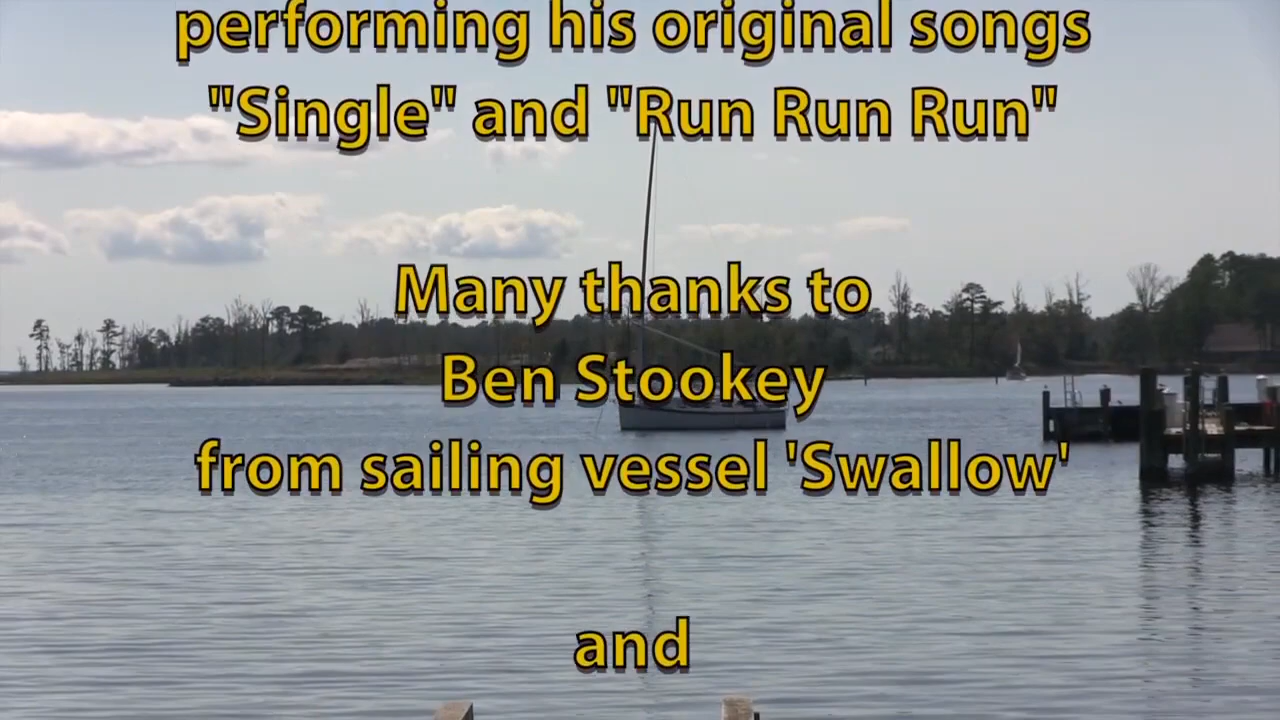 performing his original songs
"Single" and "Run Run Run"
Many thanks to
Ben Stookey
from sailing vessel 'Swallow'
and